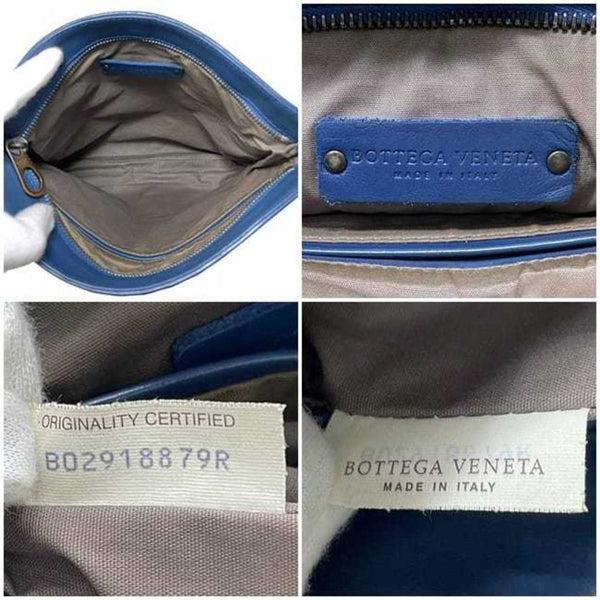 BOTTEGA VENETA
MADE IN ITALY
ORIGINALITY CERTIFIED
B02918879R
BOTTEGA VENETA
MADE IN ITALY